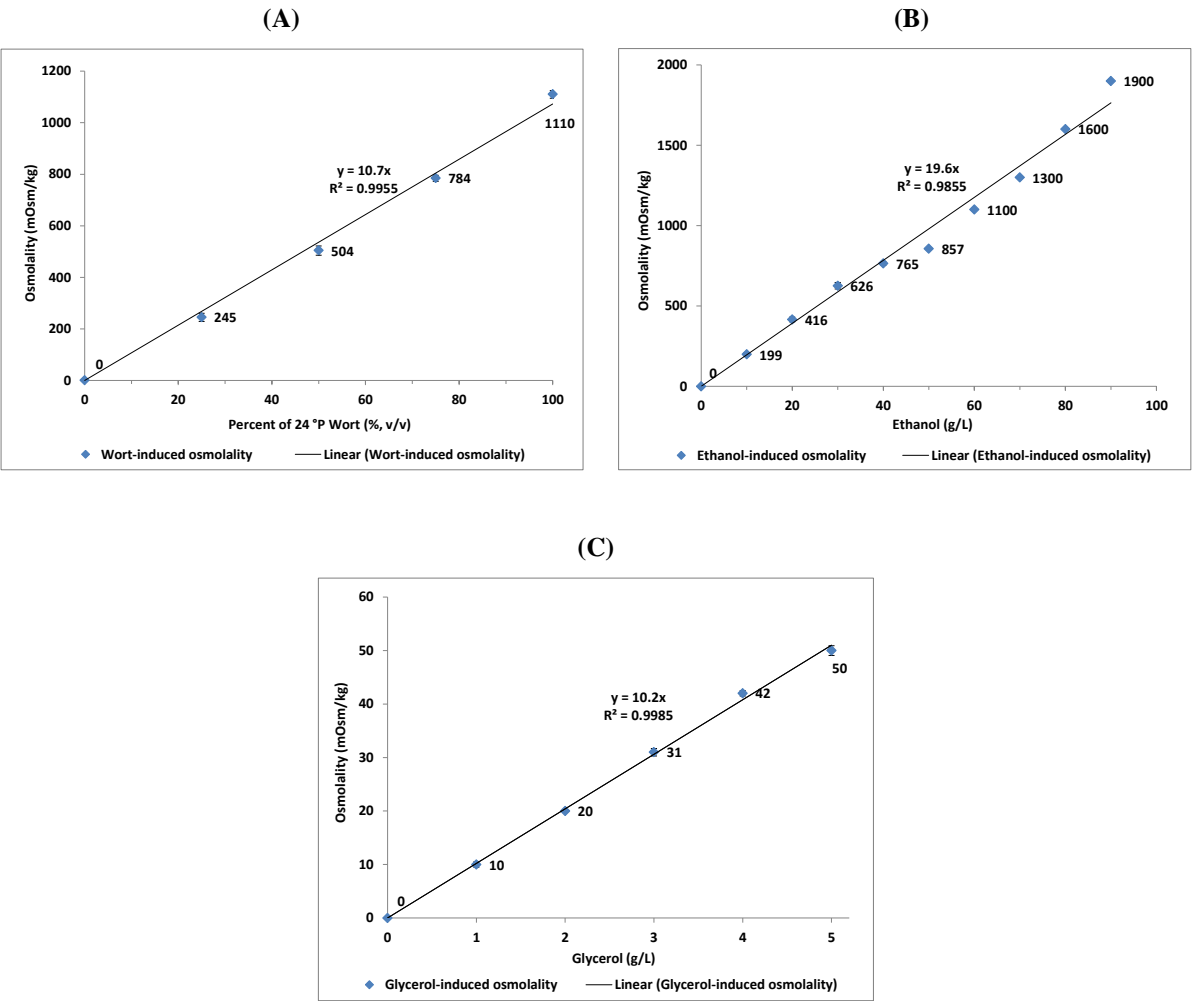 (A)
(B)
1200
1000
800
600
400
200
0
Osmolality (mOsm/kg)
y = 10.7x
R² = 0.9955
0
245
504
784
1110
0
20
40
60
80
100
Percent of 24 °P Wort (%, v/v)
Wort-induced osmolality
Linear (Wort-induced osmolality)
2000
1500
1000
500
0
Osmolality (mOsm/kg)
y = 19.6x
R² = 0.9855
0
199
416
626
765
857
1100
1300
1600
1900
0
20
40
60
80
100
Ethanol (g/L)
Ethanol-induced osmolality
Linear (Ethanol-induced osmolality)
(C)
60
50
40
30
20
10
0
Osmolality (mOsm/kg)
y = 10.2x
R² = 0.9985
0
10
20
31
42
50
0
1
2
3
4
5
Glycerol (g/L)
Glycerol-induced osmolality
Linear (Glycerol-induced osmolality)